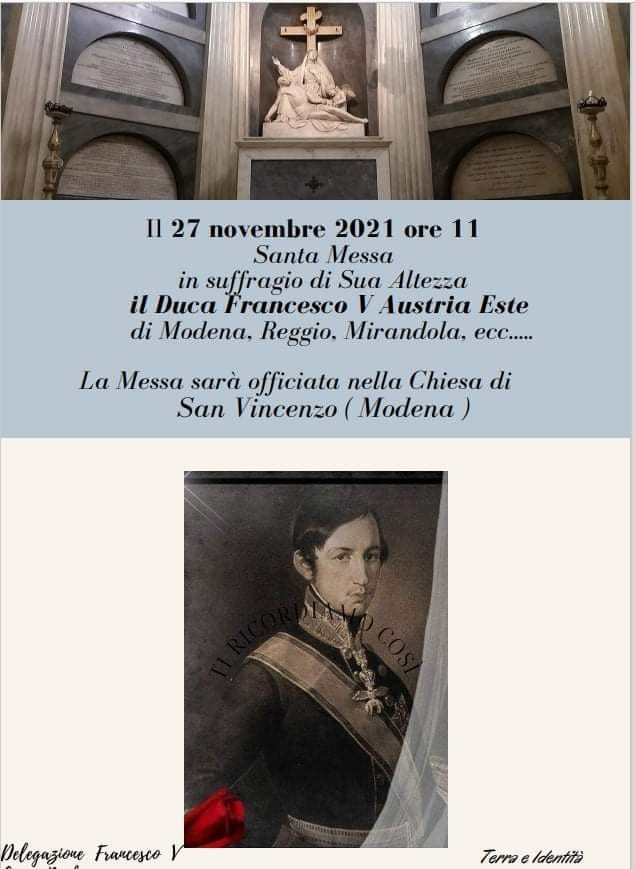 Il 27 novembre 2021 ore 11
Santa Messa
in suffragio di Sua Altezza
il Duca Francesco V Austria Este
di Modena, Reggio, Mirandola, ecc.....
La Messa sarà officiata nella Chiesa di
San Vincenzo ( Modena )
TI RICORDIAMO COSÌ
Delegazione Francesco V
Terra e Identità